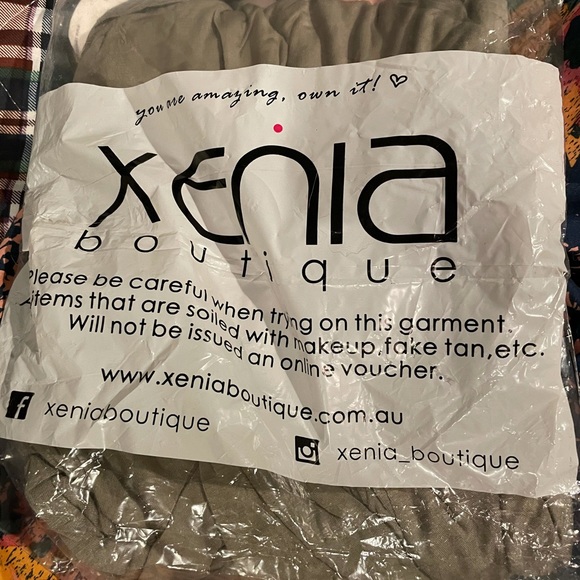 you are amazing, own it! ♡
xenia
boutique
Please be careful when trying on this garment.
Items that are soiled with makeup,fake tan,etc.
Will not be issued an online voucher.
www.xeniaboutique.com.au
f xeniaboutique
xenia_boutique